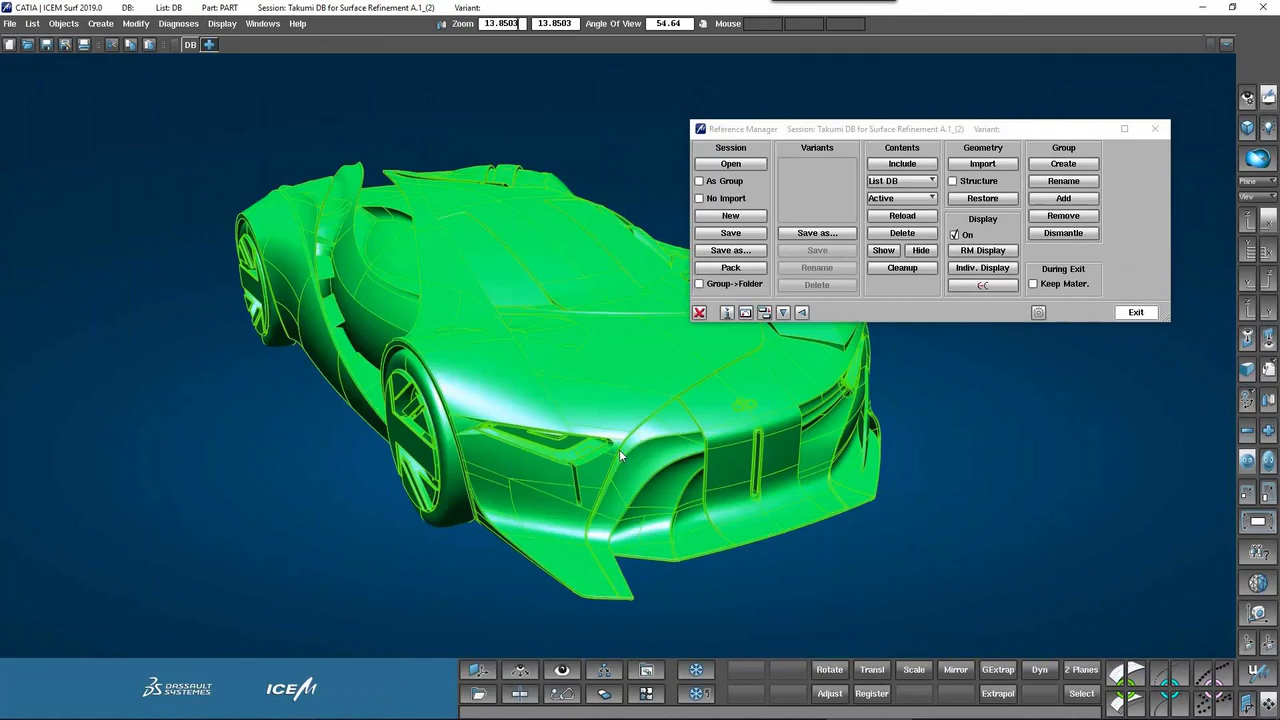 CATIA | ICEM Surf 2019.0 DB: List: DB Part: PART Session: Takumi DB for Surface Refinement A.1_(2) Variant:
List Objects Create Modify Diagnoses Display Windows Help Zoom 13.8503 13.8503 Angle Of View 54.64 Mouse
DB
Reference Manager Session: Takumi DB for Surface Refinement A.1_(2) Variant:
Session Variants Contents Geometry Group
Open Include Import Create
As Group List DB Structure Rename
No Import Active Restore Add
New Reload Display Remove
Save Save as... Delete On Dismantle
Save as... Save Show Hide RM Display
Pack Rename Cleanup Indiv. Display During Exit
Group->Folder Delete C-C Keep Mater.
Exit
Plane
View
Rotate Transl Scale Mirror GExtrap Dyn 2 Planes
Adjust Register Extrapol Select
DASSAULT
SYSTEMES
ICEM